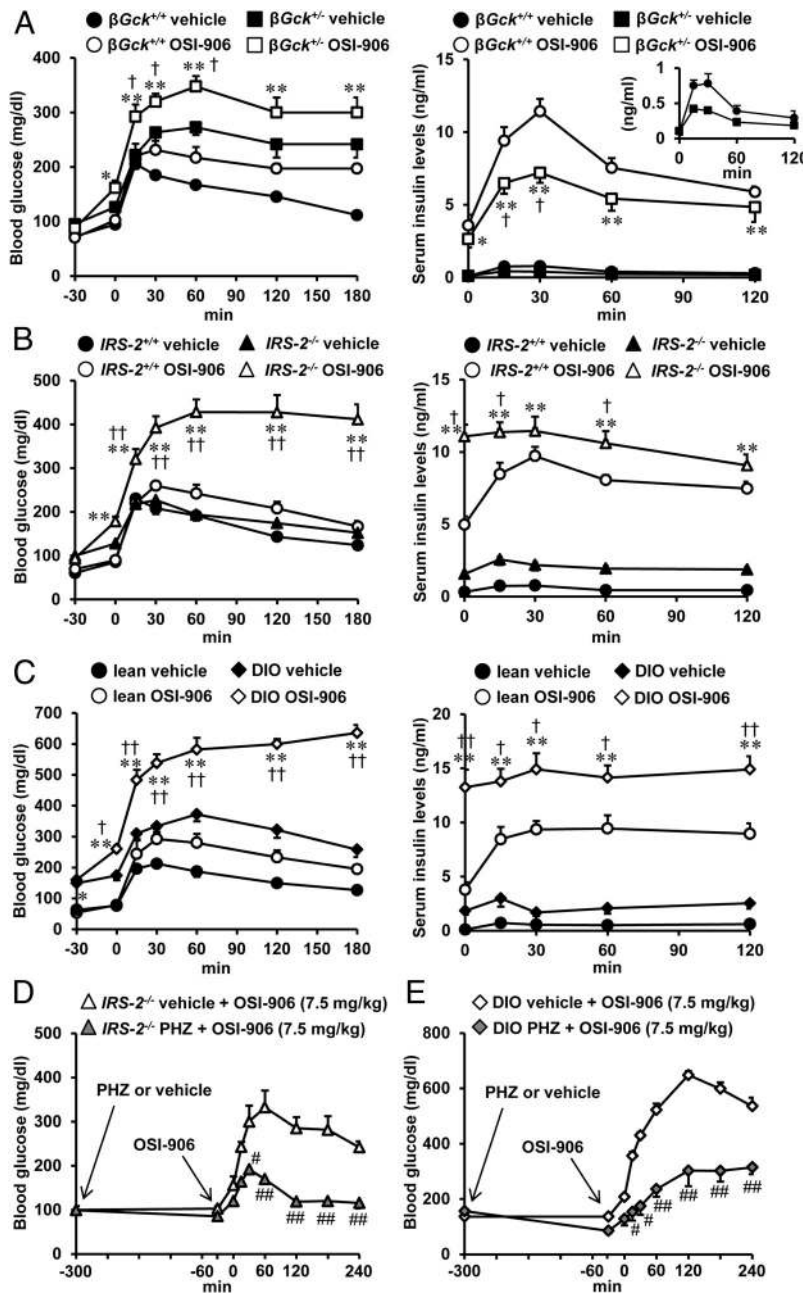 A
βGck+/+ vehicle βGck+/- vehicle
βGck+/+ OSI-906 βGck+/- OSI-906
Blood glucose (mg/dl)
400
300
200
100
0
* † ** † ** ** † ** **
-30 0 30 60 90 120 150 180
min
βGck+/+ vehicle βGck+/- vehicle
βGck+/+ OSI-906 βGck+/- OSI-906
Serum insulin levels (ng/ml)
15
10
5
0
* ** † ** † ** **
0 30 60 90 120
min
(ng/ml)
1
0.5
0
0 60 120
min
B
IRS-2+/+ vehicle IRS-2-/- vehicle
IRS-2+/+ OSI-906 IRS-2-/- OSI-906
Blood glucose (mg/dl)
500
400
300
200
100
0
** †† ** ** †† ** †† ** †† ** ††
-30 0 30 60 90 120 150 180
min
IRS-2+/+ vehicle IRS-2-/- vehicle
IRS-2+/+ OSI-906 IRS-2-/- OSI-906
Serum insulin levels (ng/ml)
15
10
5
0
† ** † ** ** † ** **
0 30 60 90 120
min
C
lean vehicle DIO vehicle
lean OSI-906 DIO OSI-906
Blood glucose (mg/dl)
700
600
500
400
300
200
100
0
* † ** †† ** ** †† ** †† ** †† ** ††
-30 0 30 60 90 120 150 180
min
lean vehicle DIO vehicle
lean OSI-906 DIO OSI-906
Serum insulin levels (ng/ml)
20
15
10
5
0
†† ** † ** † ** † ** †† **
0 30 60 90 120
min
D
IRS-2-/- vehicle + OSI-906 (7.5 mg/kg)
IRS-2-/- PHZ + OSI-906 (7.5 mg/kg)
Blood glucose (mg/dl)
500
400
300
200
100
0
PHZ or vehicle
OSI-906
# ## ## ## ##
-300 -60 0 60 120 240
min
E
DIO vehicle + OSI-906 (7.5 mg/kg)
DIO PHZ + OSI-906 (7.5 mg/kg)
Blood glucose (mg/dl)
800
600
400
200
0
PHZ or vehicle
OSI-906
# # ## ## ## ##
-300 -60 0 60 120 240
min